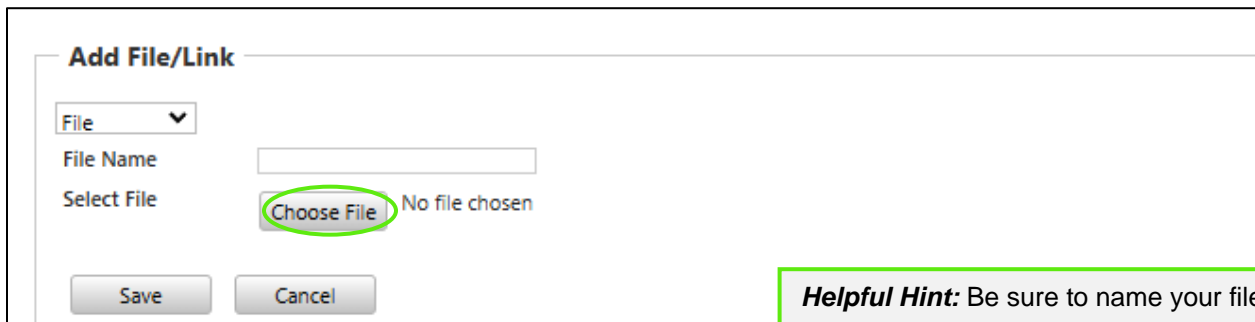 Add File/Link
File
File Name
Select File
Choose File No file chosen
Save Cancel
Helpful Hint: Be sure to name your file